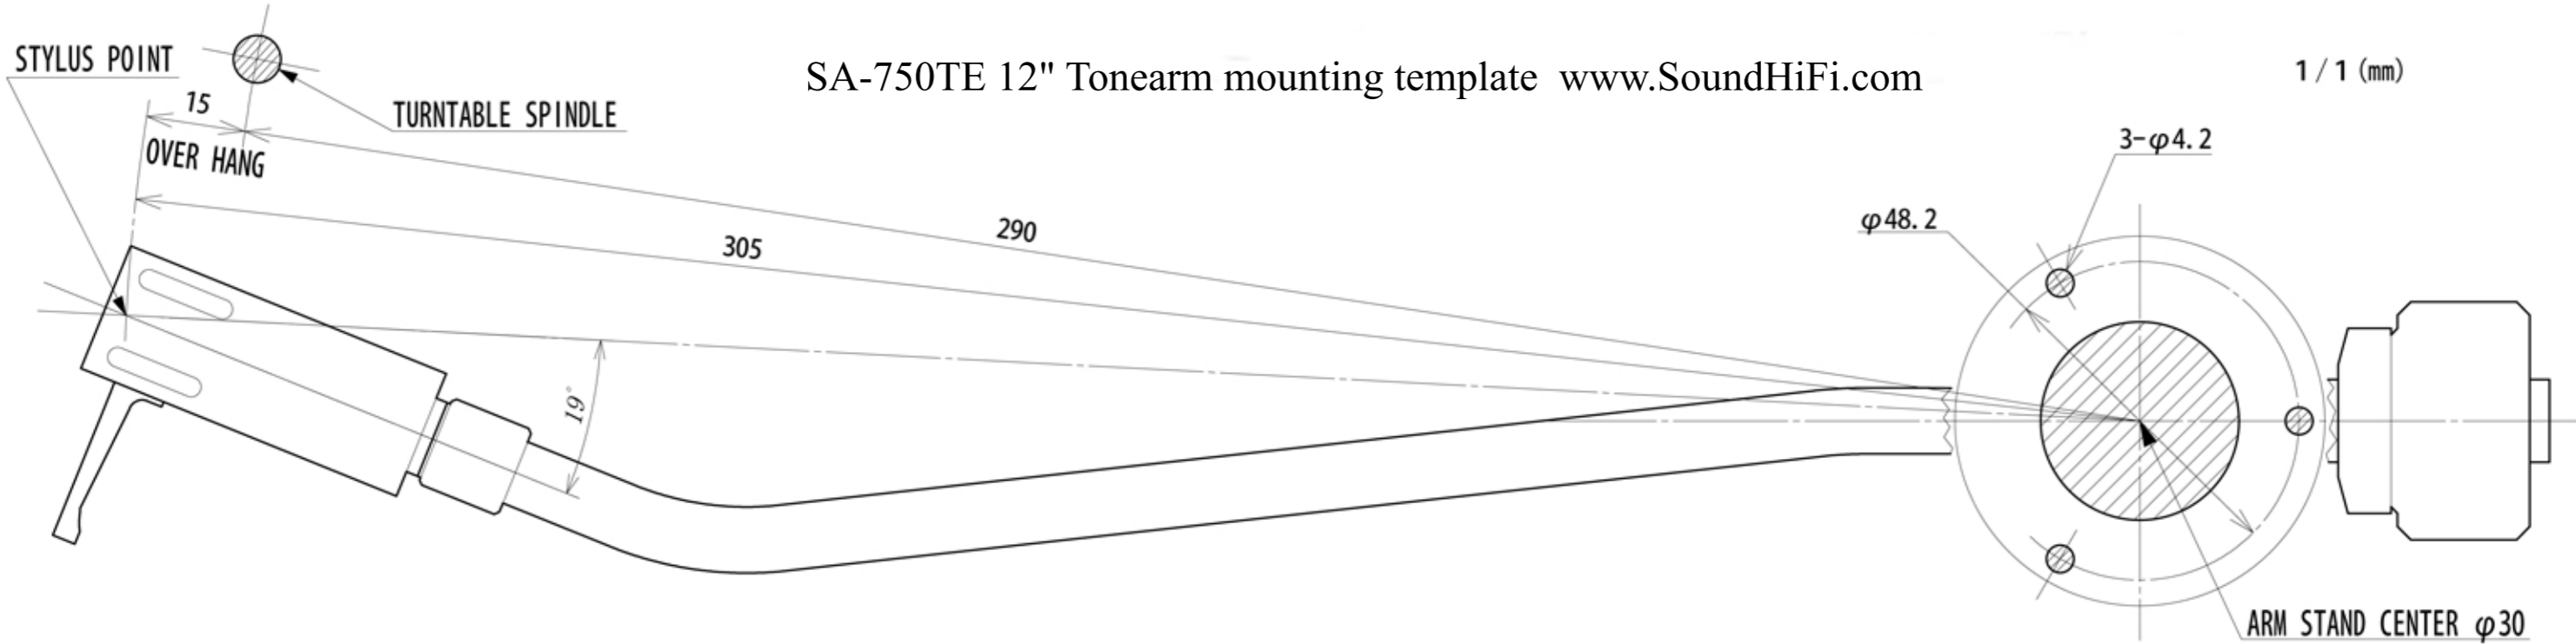 STYLUS POINT
SA-750TE 12" Tonearm mounting template www.SoundHiFi.com
1/1 (mm)
15
TURNTABLE SPINDLE
OVER HANG
3-φ4.2
φ48.2
290
305
19°
ARM STAND CENTER φ30